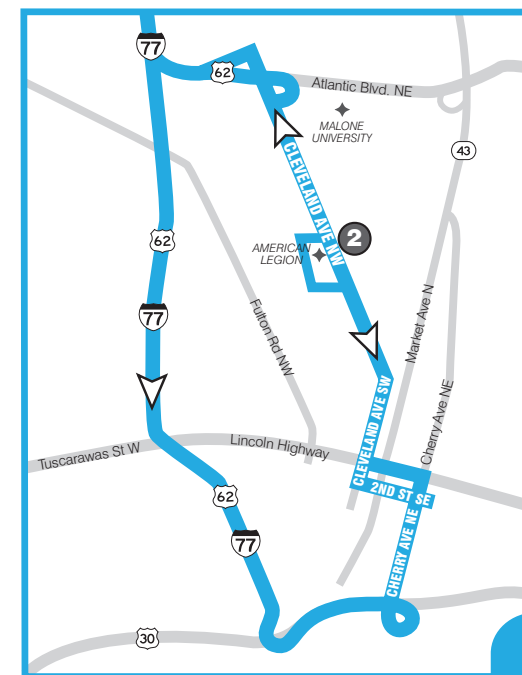 77
62
Atlantic Blvd. NE
MALONE
UNIVERSITY
43
CLEVELAND AVE NW
2
62
AMERICAN
LEGION
77
Fulton Rd NW
Market Ave N
CLEVELAND AVE SW
Cherry Ave NE
Tuscarawas St W
Lincoln Highway
2ND ST SE
62
77
CHERRY AVE NE
30